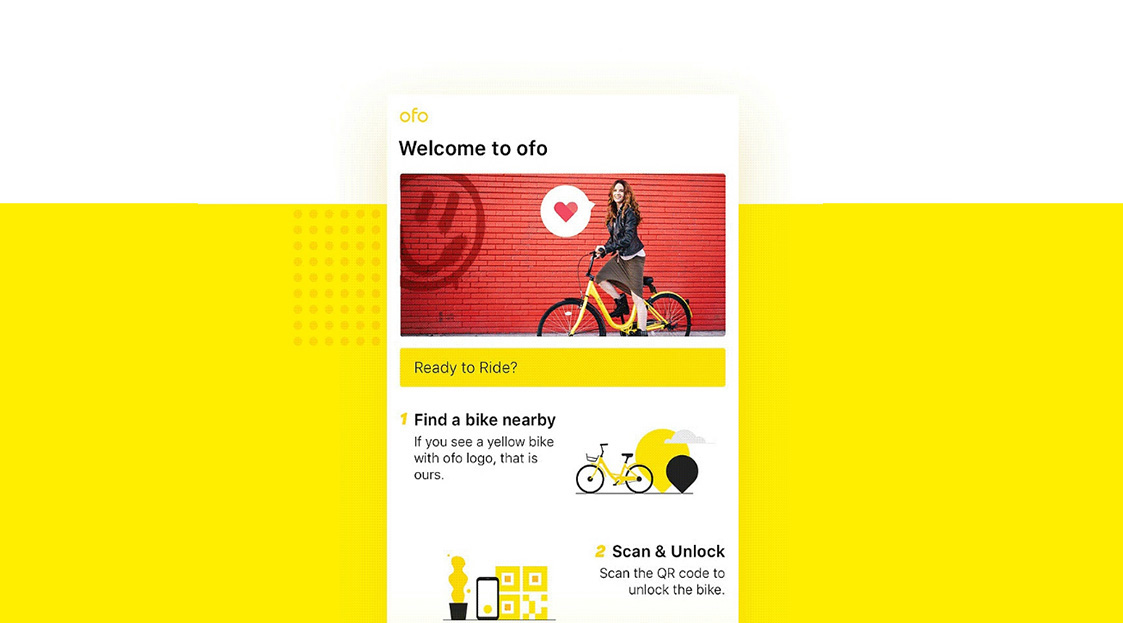 ofo
Welcome to ofo
Ready to Ride?
1 Find a bike nearby
If you see a yellow bike
with ofo logo, that is
ours.
2 Scan & Unlock
Scan the QR code to
unlock the bike.